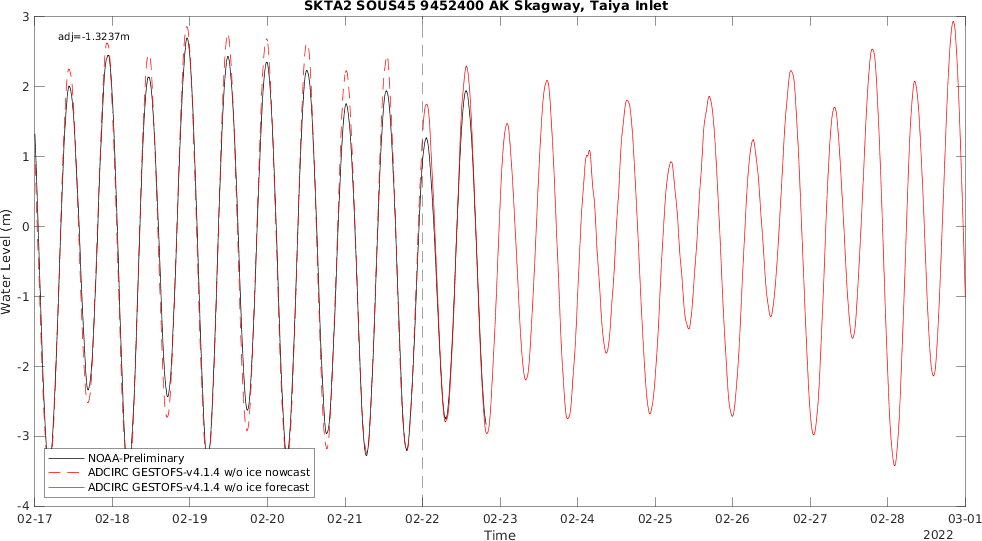 SKTA2 SOUS45 9452400 AK Skagway, Taiya Inlet
adj=-1.3237m
3
2
1
0
-1
-2
-3
-4
Water Level (m)
NOAA-Preliminary
ADCIRC GESTOFS-v4.1.4 w/o ice nowcast
ADCIRC GESTOFS-v4.1.4 w/o ice forecast
02-17 02-18 02-19 02-20 02-21 02-22 02-23 02-24 02-25 02-26 02-27 02-28 03-01
Time
2022